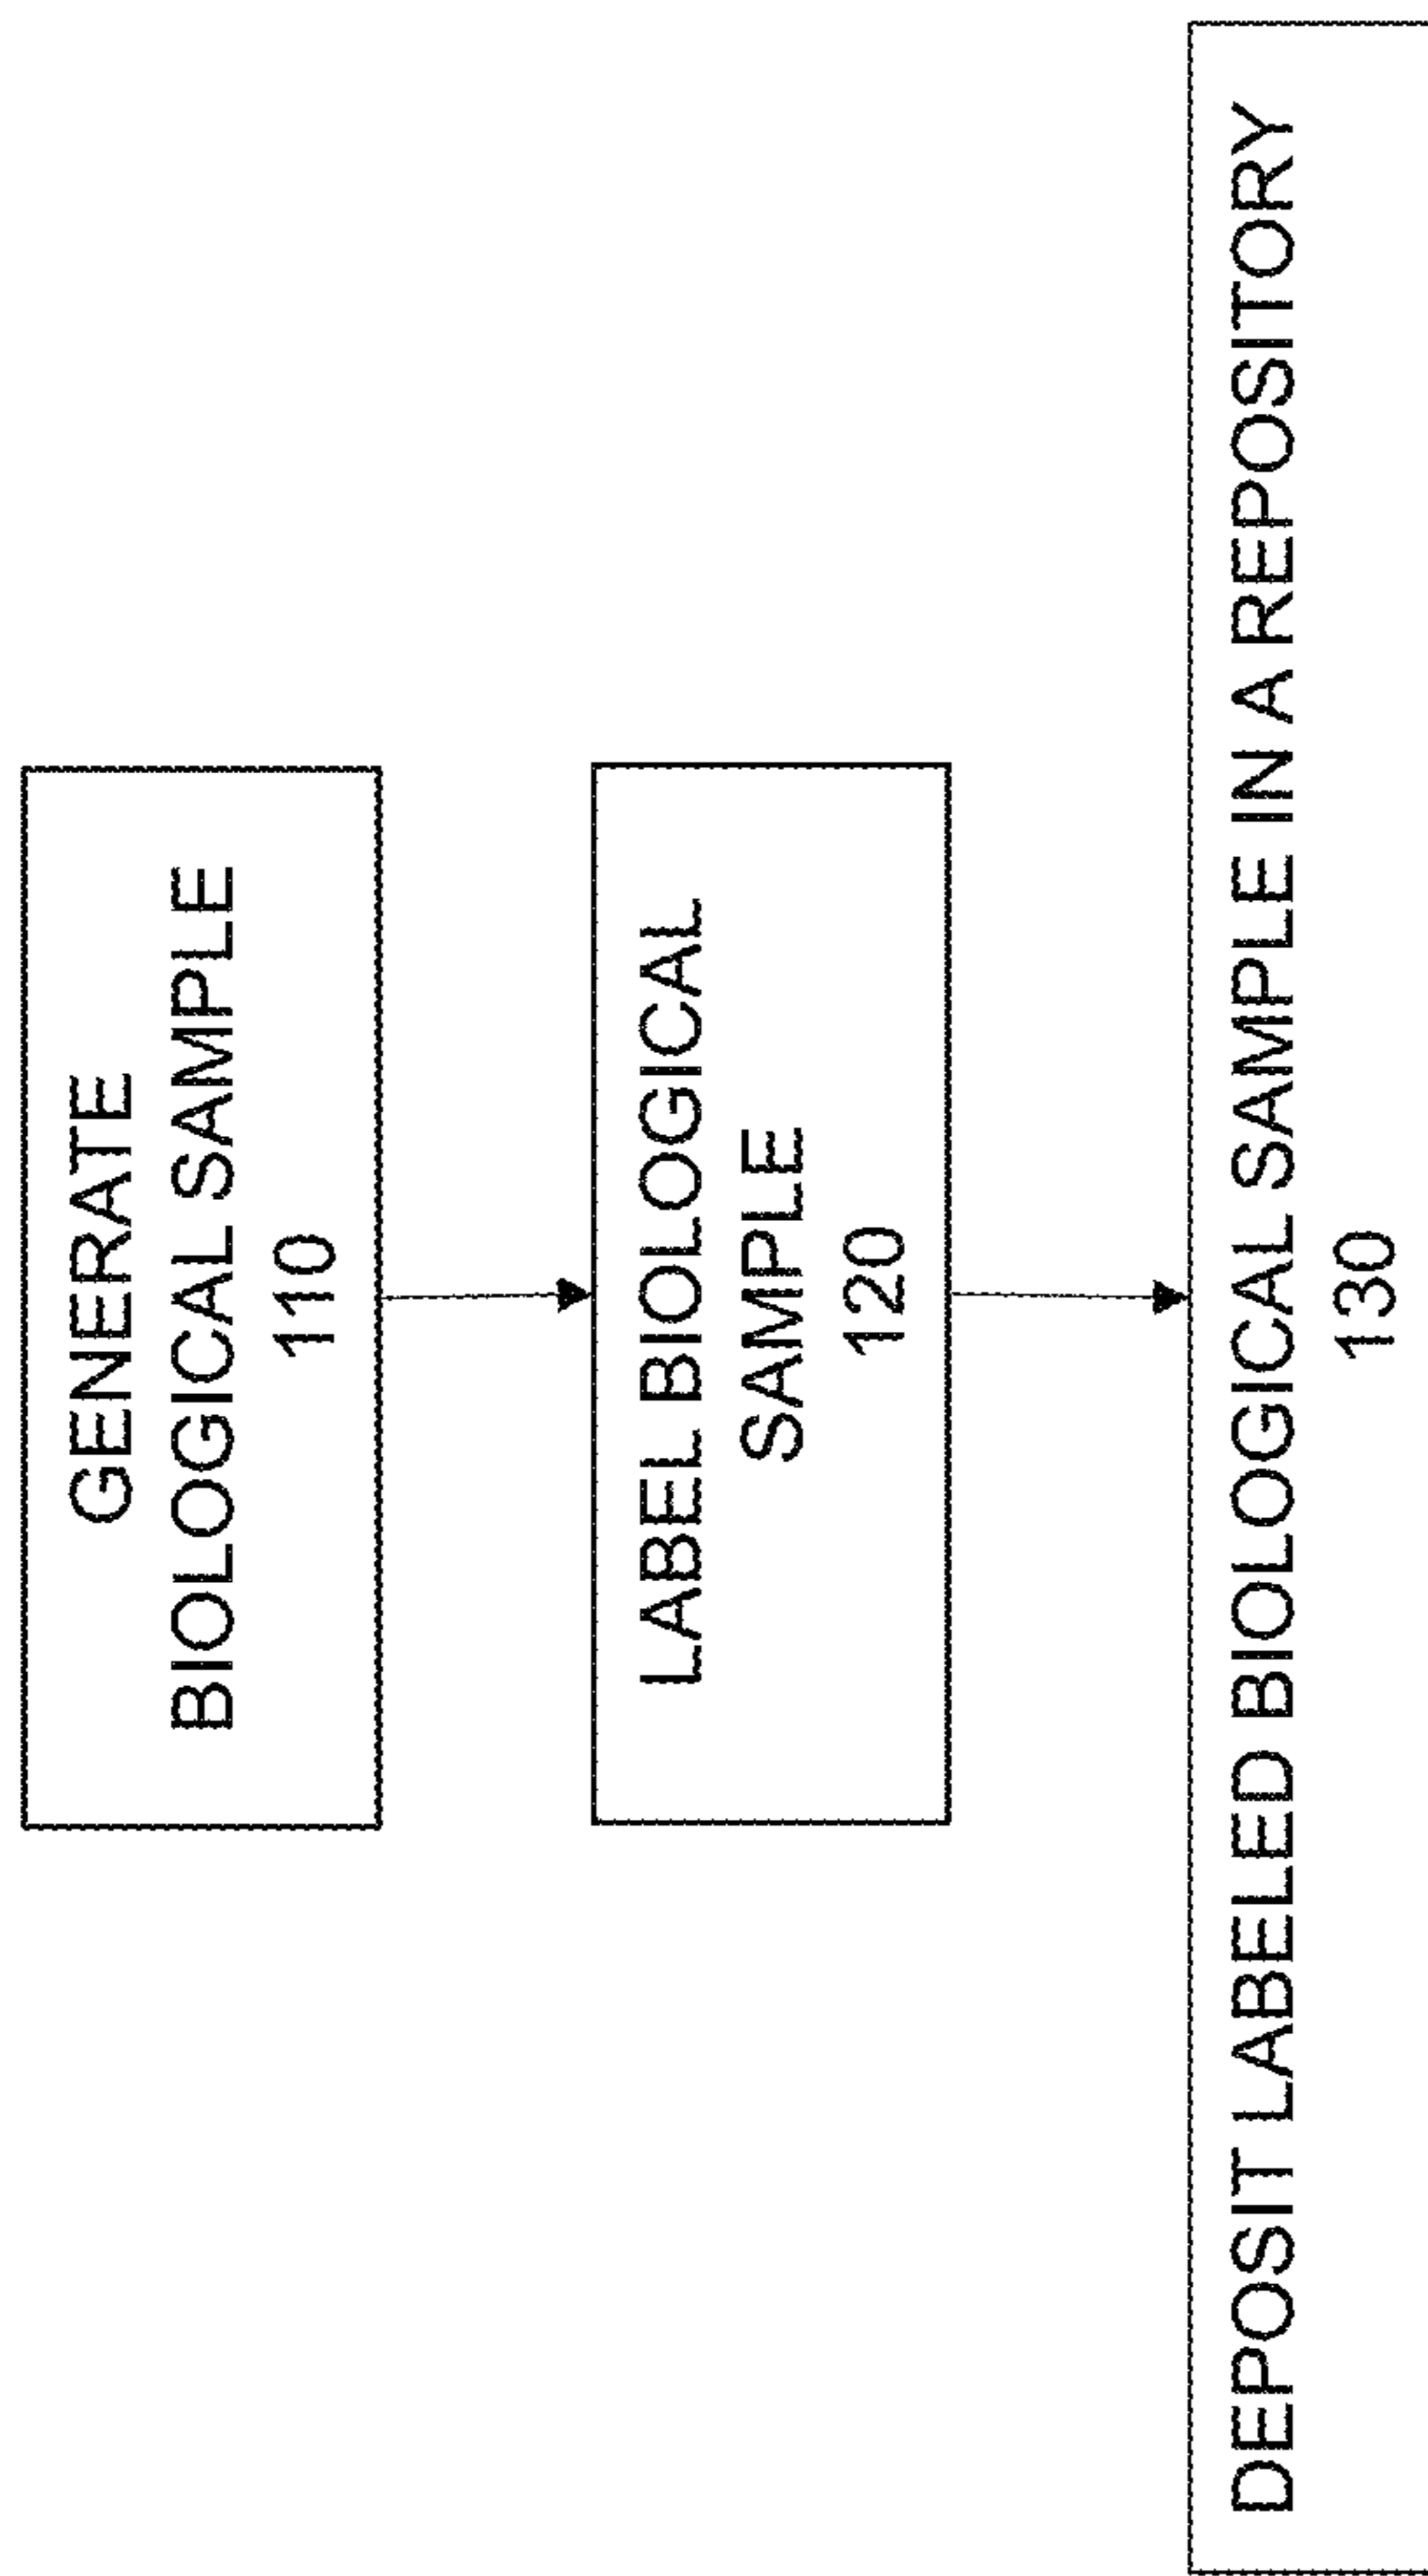 GENERATE
BIOLOGICAL SAMPLE
110
LABEL BIOLOGICAL
SAMPLE
120
DEPOSIT LABELED BIOLOGICAL SAMPLE IN A REPOSITORY
130